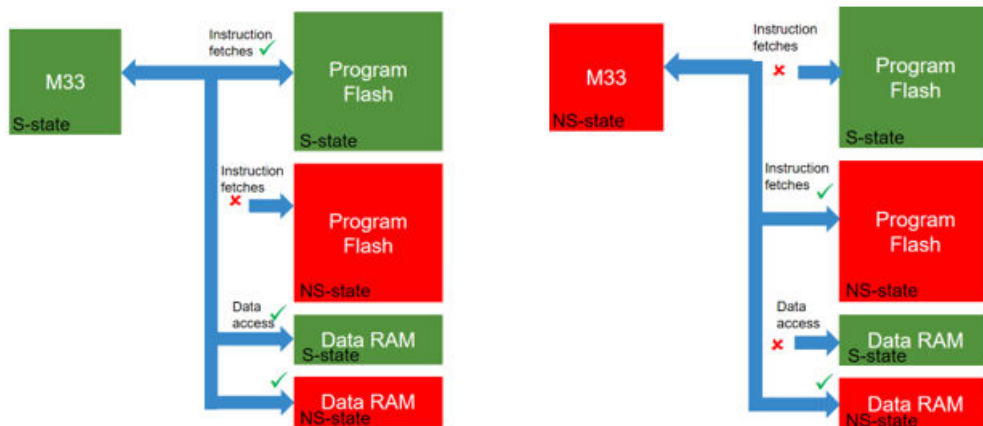 Instruction
fetches
M33
S-state
Program
Flash
S-state
Instruction
fetches
Program
Flash
NS-state
Data
access
Data RAM
S-state
Data RAM
NS-state
Instruction
fetches
M33
NS-state
Program
Flash
S-state
Instruction
fetches
Program
Flash
NS-state
Data
access
Data RAM
S-state
Data RAM
NS-state